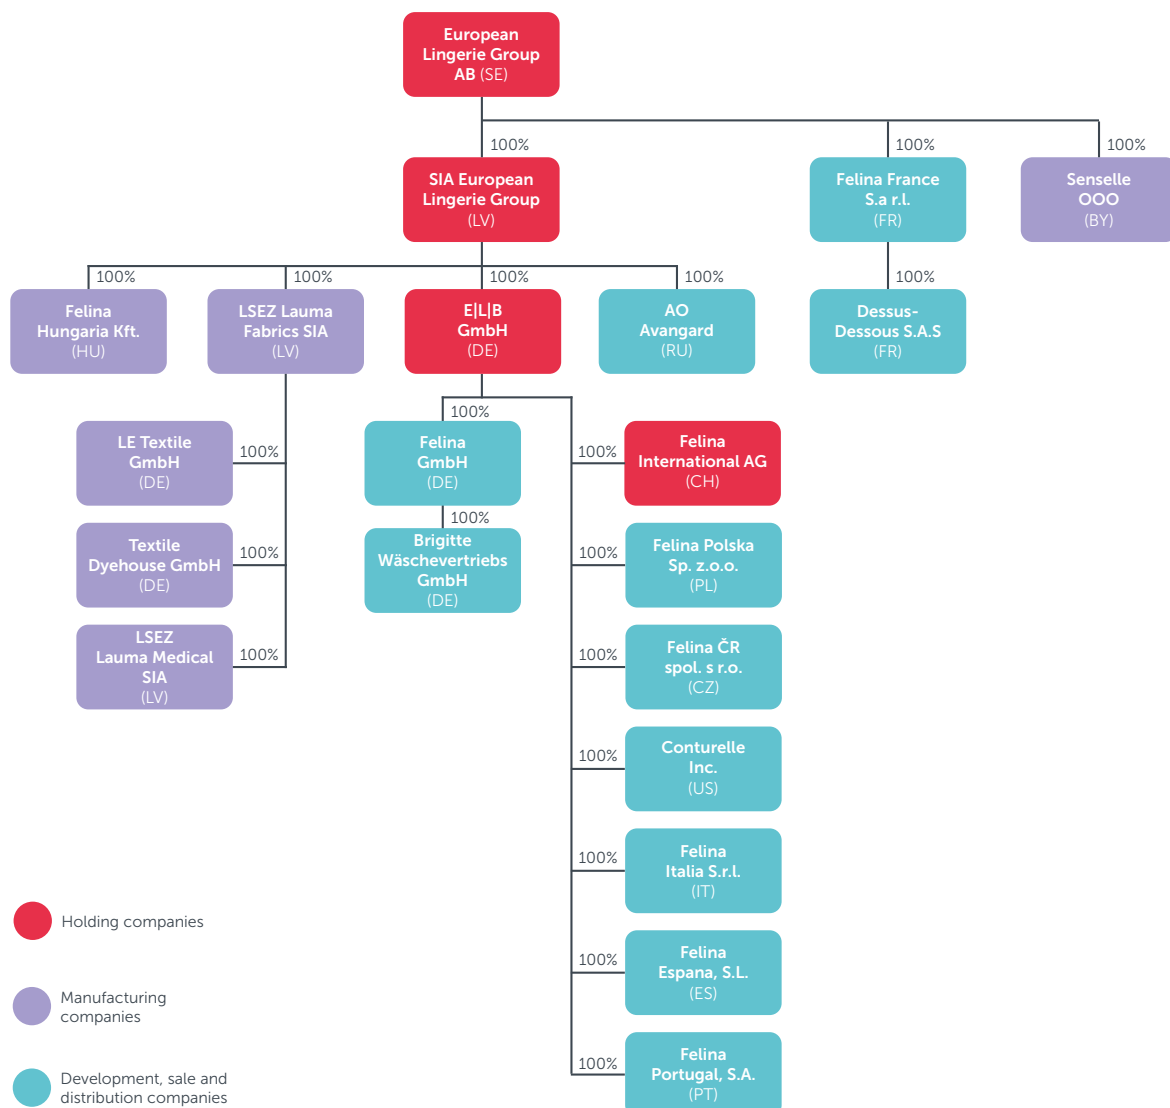 European
Lingerie Group
AB (SE)
100%
100%
100%
SIA European
Lingerie Group
(LV)
Felina France
S.a r.l.
(FR)
Senselle
OOO
(BY)
100%
100%
100%
100%
100%
Felina
Hungaria Kft.
(HU)
LSEZ Lauma
Fabrics SIA
(LV)
E|L|B
GmbH
(DE)
AO
Avangard
(RU)
Dessus-
Dessous S.A.S
(FR)
LE Textile
GmbH
(DE)
100%
Textile
Dyehouse GmbH
(DE)
100%
LSEZ
Lauma Medical
SIA
(LV)
100%
100%
Felina
GmbH
(DE)
100%
Brigitte
Wäschevertriebs
GmbH
(DE)
100%
Felina
International AG
(CH)
100%
Felina Polska
Sp. z.o.o.
(PL)
100%
Felina ČR
spol. s r.o.
(CZ)
100%
Conturelle
Inc.
(US)
100%
Felina
Italia S.r.l.
(IT)
100%
Felina
Espana, S.L.
(ES)
100%
Felina
Portugal, S.A.
(PT)
Holding companies
Manufacturing
companies
Development, sale and
distribution companies